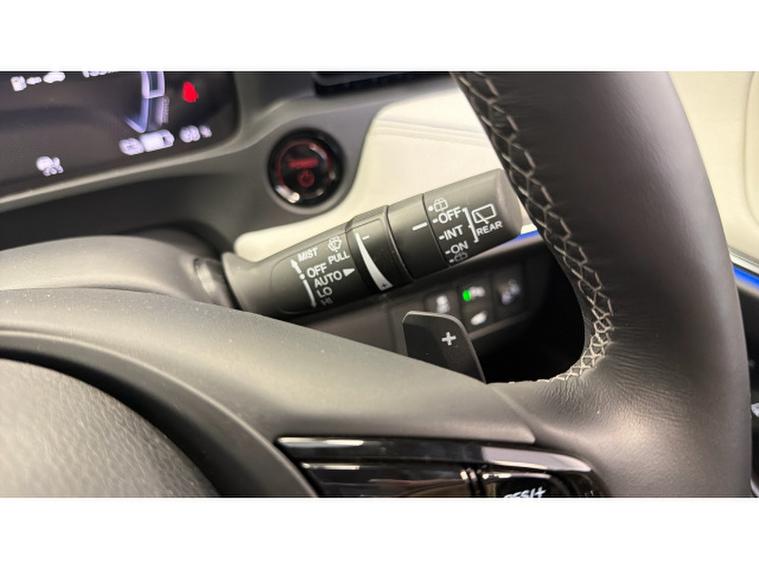 MIST
PULL
OFF
AUTO
LO
HI
OFF
INT
ON
REAR
+